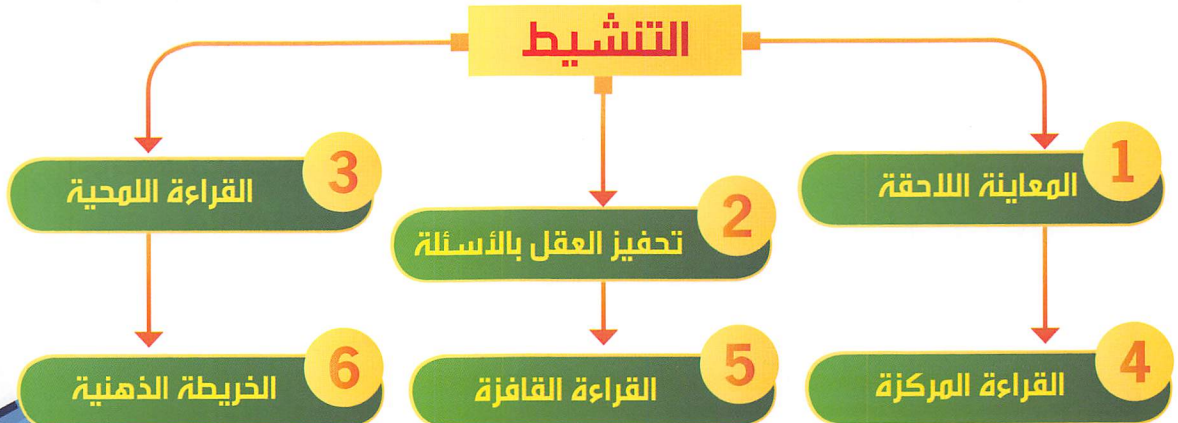 التنشيط
1
المعاينة اللاحقة
2
تحفيز العقل بالأسئلة
3
القراءة اللمحية
4
القراءة المركزة
5
القراءة القافزة
6
الخريطة الذهنية